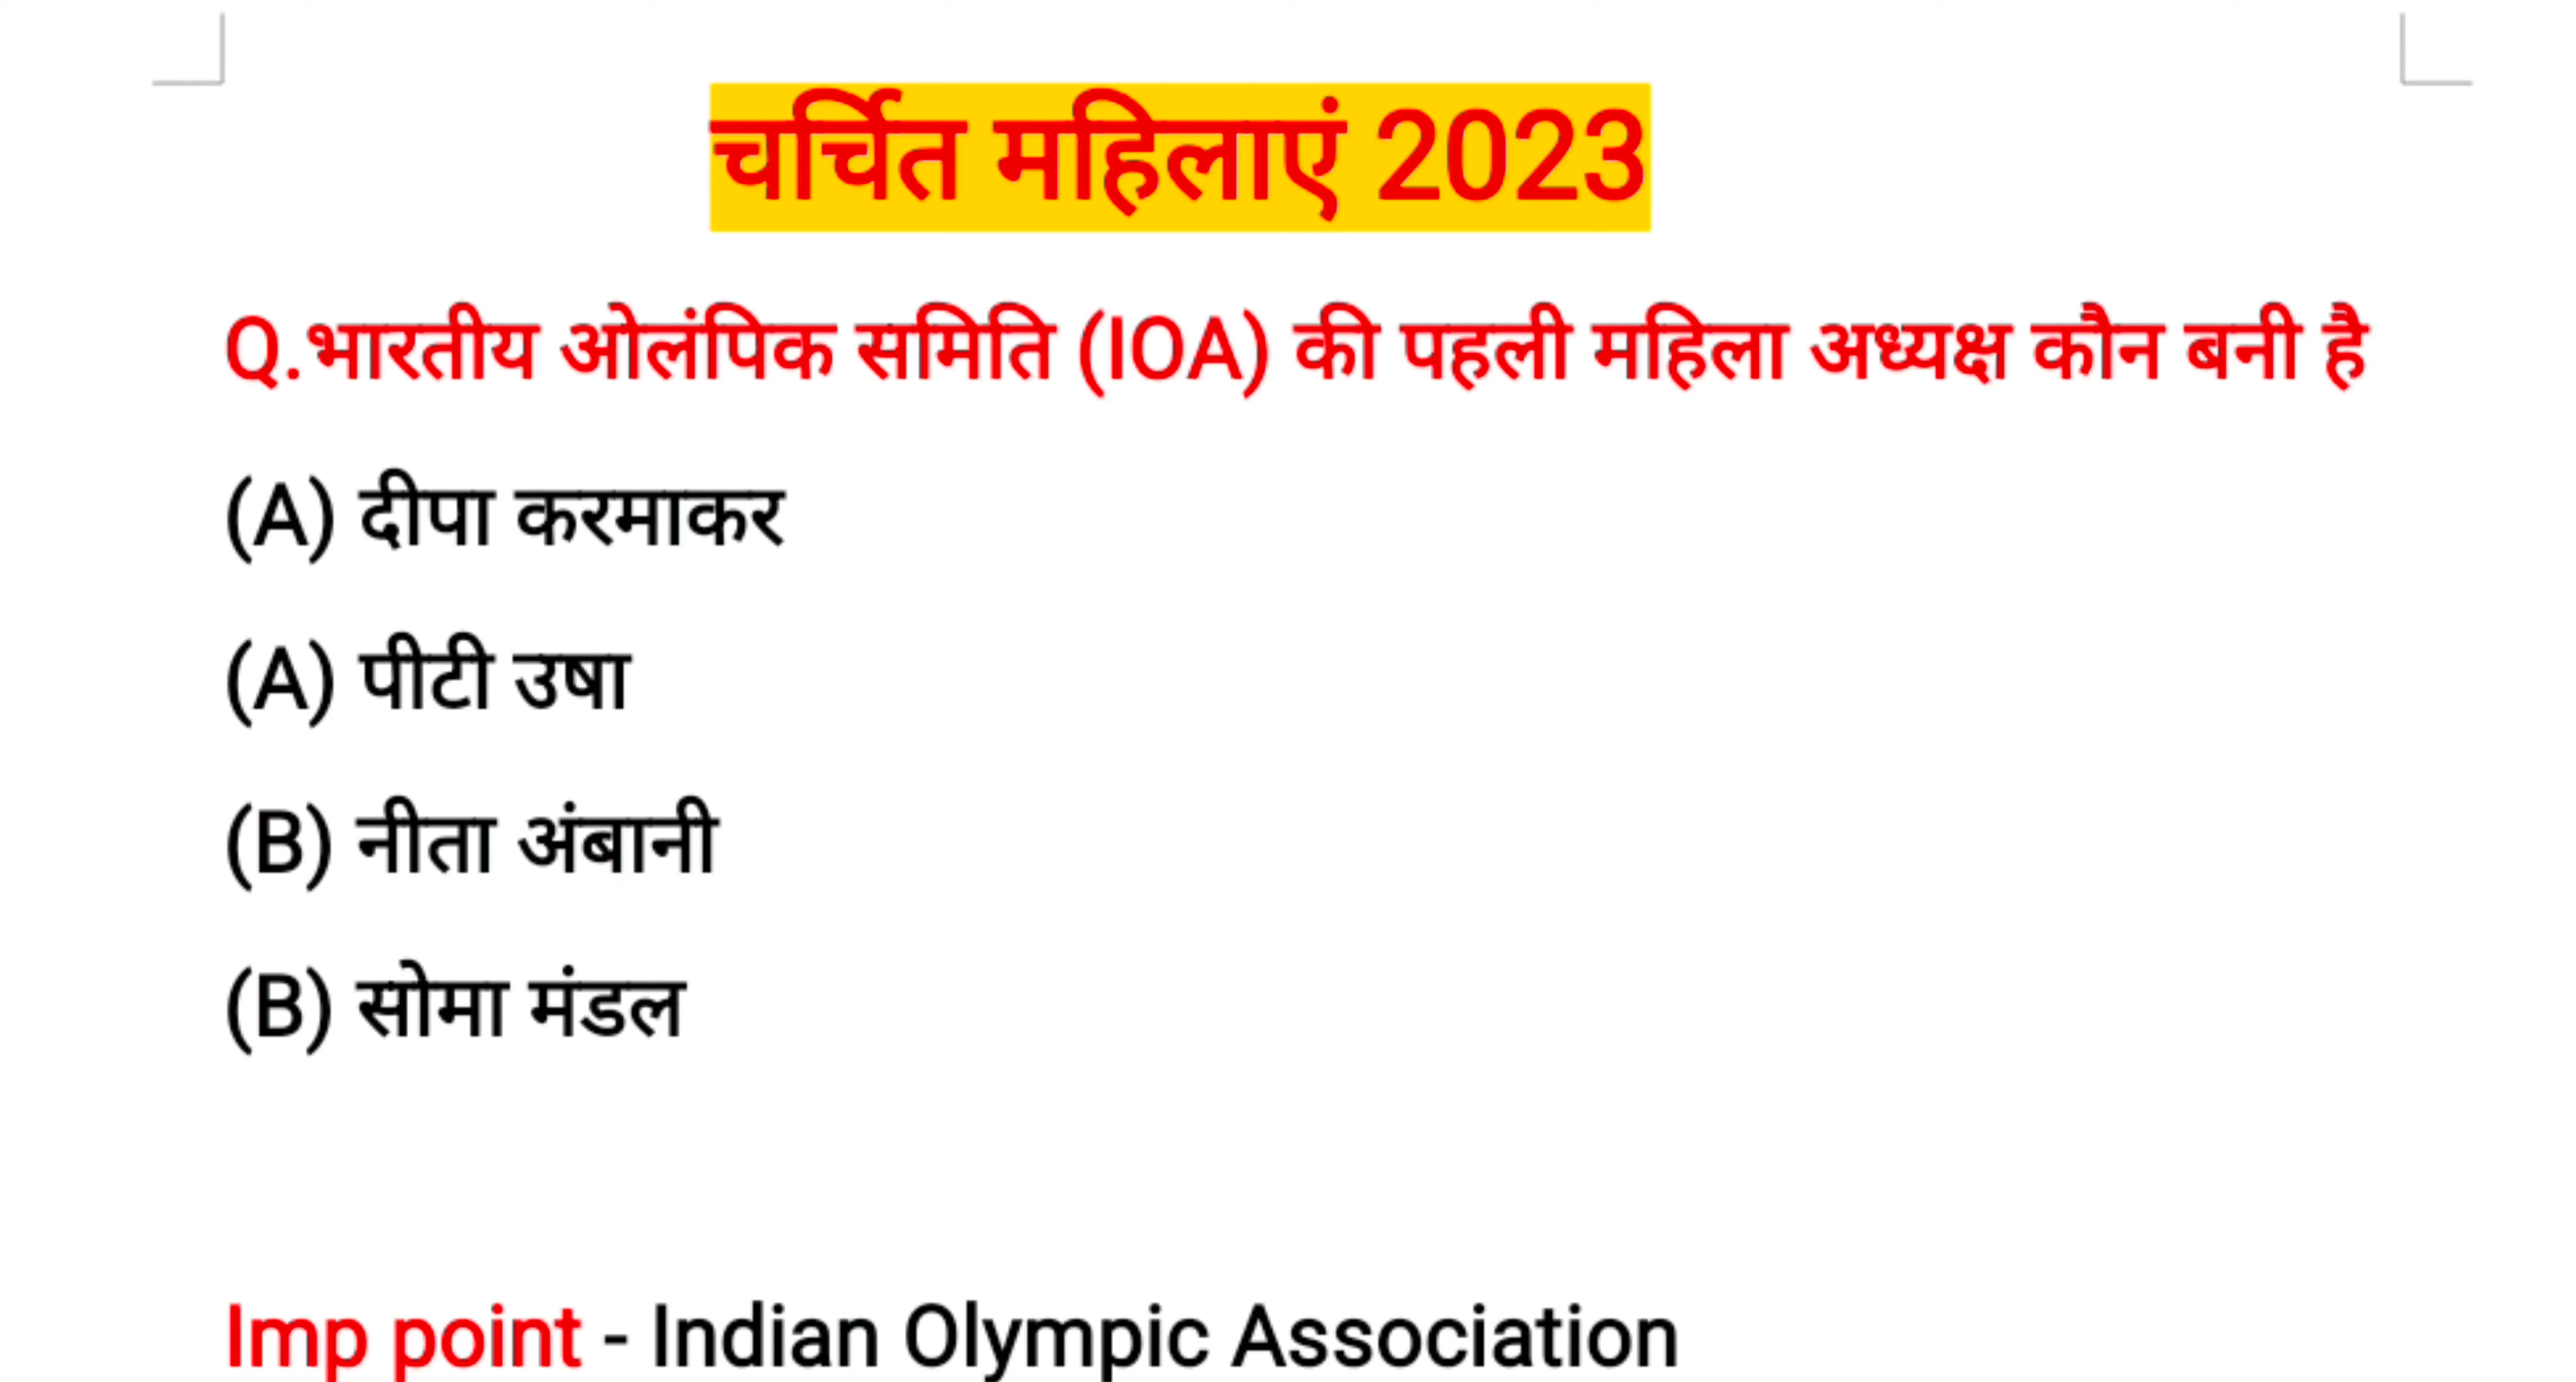 चर्चित महिलाएं 2023
Q.भारतीय ओलंपिक समिति (IOA) की पहली महिला अध्यक्ष कौन बनी है
(A) दीपा करमाकर
(A) पीटी उषा
(B) नीता अंबानी
(B) सोमा मंडल
Imp point - Indian Olympic Association